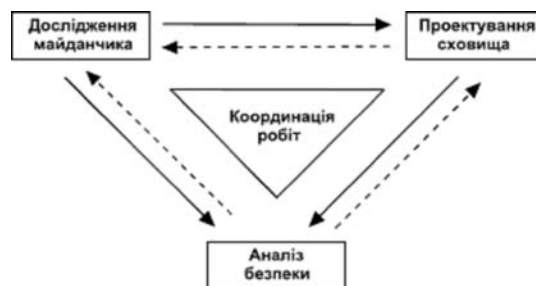 Дослідження
майданчика
Проектування
сховища
Координація
робіт
Аналіз
безпеки